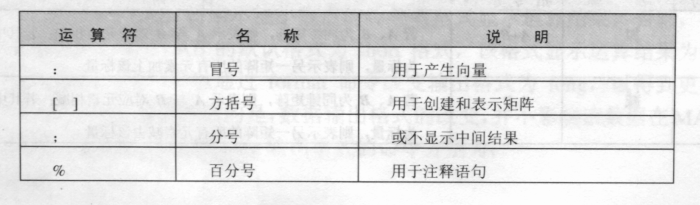 运 算 符 名 称 说 明
: 冒号 用于产生向量
[ ] 方括号 用于创建和表示矩阵
; 分号 或不显示中间结果
% 百分号 用于注释语句